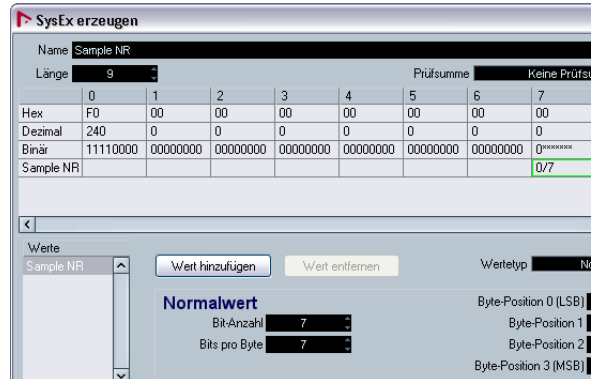 SysEx erzeugen
Name Sample NR
Länge 9 Prüfsumme Keine Prüfsu
0 1 2 3 4 5 6 7
Hex F0 00 00 00 00 00 00 00
Dezimal 240 0 0 0 0 0 0 0
Binär 11110000 00000000 00000000 00000000 00000000 00000000 00000000 0*******
Sample NR 0/7
Werte
Sample NR Wert hinzufügen Wert entfernen Wertetyp No
Normalwert Byte-Position 0 (LSB)
Bit-Anzahl 7 Byte-Position 1
Bits pro Byte 7 Byte-Position 2
Byte-Position 3 (MSB)